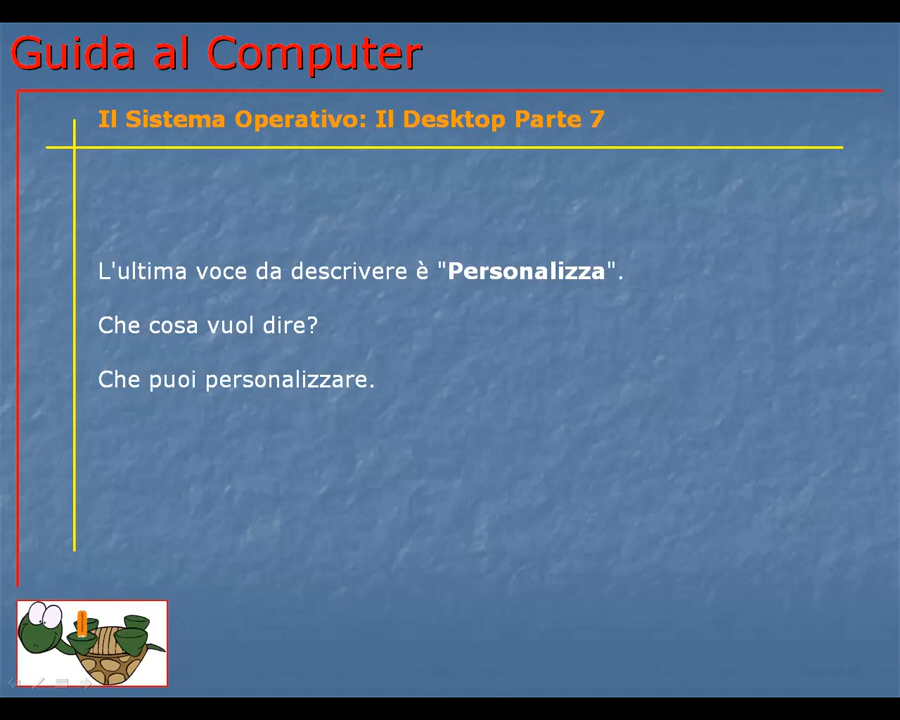 Guida al Computer
Il Sistema Operativo: Il Desktop Parte 7
L'ultima voce da descrivere è "Personalizza".
Che cosa vuol dire?
Che puoi personalizzare.